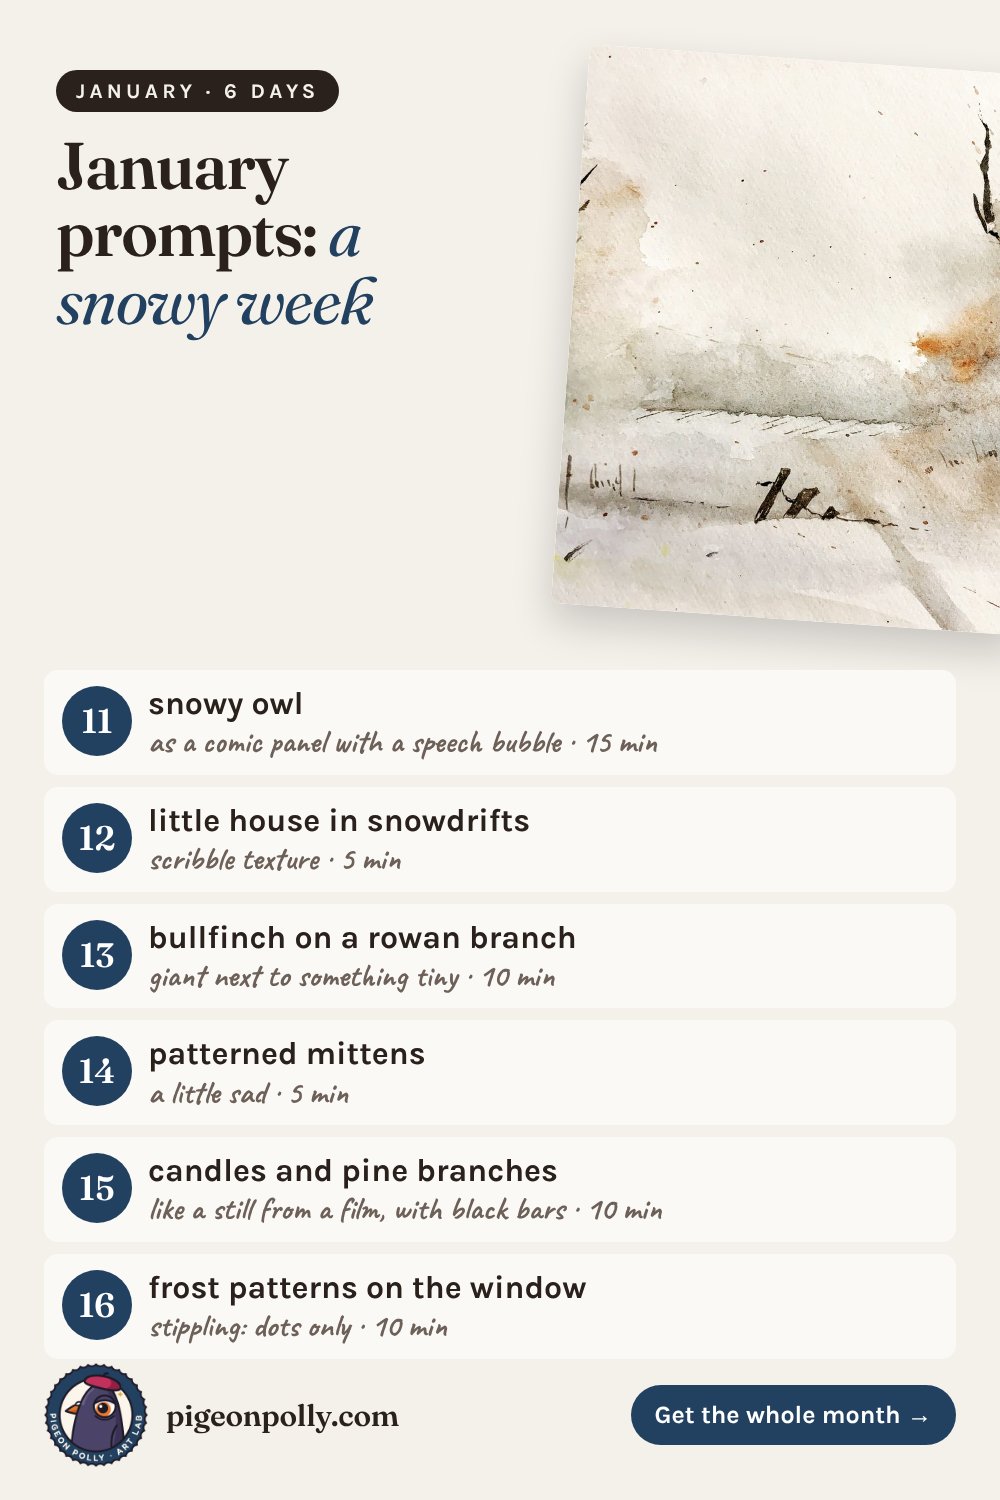 JANUARY · 6 DAYS
January
prompts: a
snowy week
11
snowy owl
as a comic panel with a speech bubble · 15 min
12
little house in snowdrifts
scribble texture · 5 min
13
bullfinch on a rowan branch
giant next to something tiny · 10 min
14
patterned mittens
a little sad · 5 min
15
candles and pine branches
like a still from a film, with black bars · 10 min
16
frost patterns on the window
stippling: dots only · 10 min
PIGEON POLLY · ART LAB
pigeonpolly.com
Get the whole month →